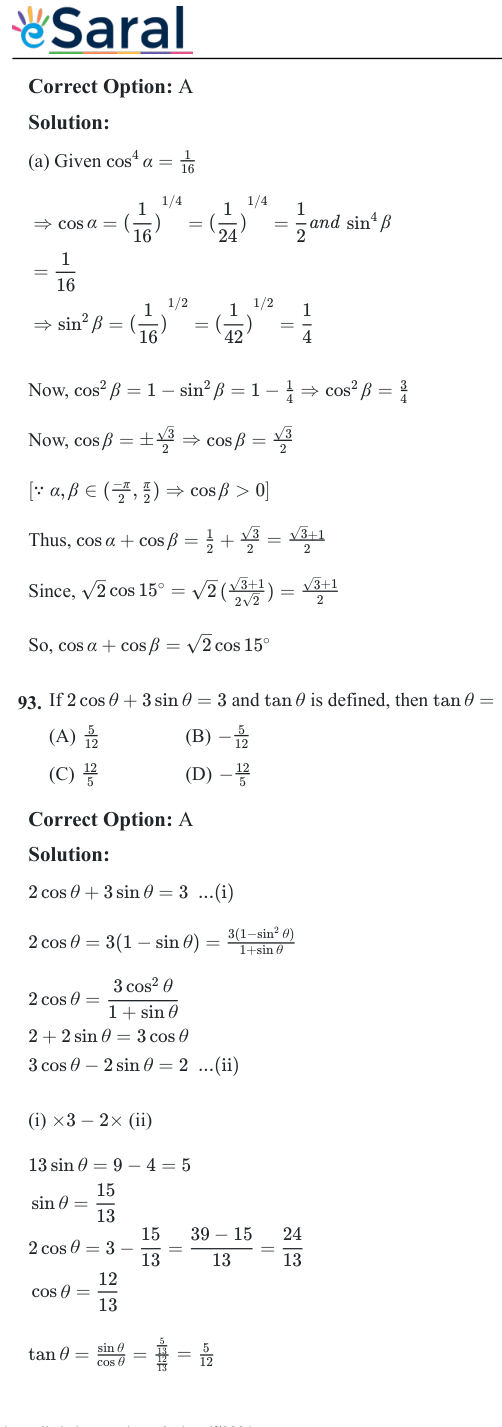 eSaral
Correct Option: A
Solution:
(a) Given cos⁴ α = 1/16
⇒ cos α = (1/16)^1/4 = (1/24)^1/4 = 1/2 and sin⁴ β
= 1/16
⇒ sin² β = (1/16)^1/2 = (1/42)^1/2 = 1/4
Now, cos² β = 1 − sin² β = 1 − 1/4 ⇒ cos² β = 3/4
Now, cos β = ±√3/2 ⇒ cos β = √3/2
[∵ α, β ∈ (−π/2, π/2) ⇒ cos β > 0]
Thus, cos α + cos β = 1/2 + √3/2 = (√3+1)/2
Since, √2 cos 15° = √2 ((√3+1)/(2√2)) = (√3+1)/2
So, cos α + cos β = √2 cos 15°
93. If 2 cos θ + 3 sin θ = 3 and tan θ is defined, then tan θ =
(A) 5/12 (B) −5/12
(C) 12/5 (D) −12/5
Correct Option: A
Solution:
2 cos θ + 3 sin θ = 3 ...(i)
2 cos θ = 3(1 − sin θ) = 3(1−sin² θ)/(1+sin θ)
2 cos θ = 3 cos² θ/(1 + sin θ)
2 + 2 sin θ = 3 cos θ
3 cos θ − 2 sin θ = 2 ...(ii)
(i) ×3 − 2× (ii)
13 sin θ = 9 − 4 = 5
sin θ = 15/13
2 cos θ = 3 − 15/13 = (39 − 15)/13 = 24/13
cos θ = 12/13
tan θ = sin θ/cos θ = (5/13)/(12/13) = 5/12